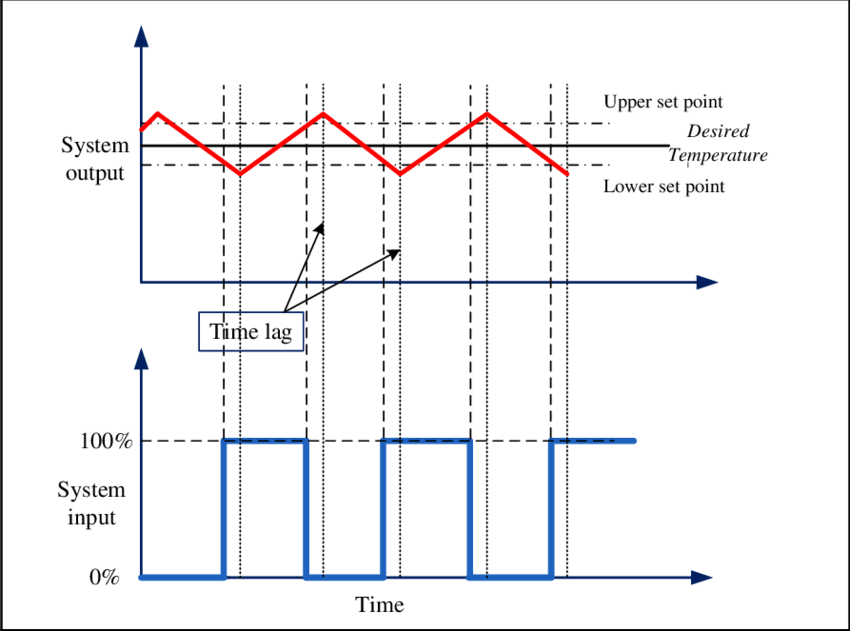 Upper set point
Desired
Temperature
System
output
Lower set point
Time lag
100%
System
input
0%
Time